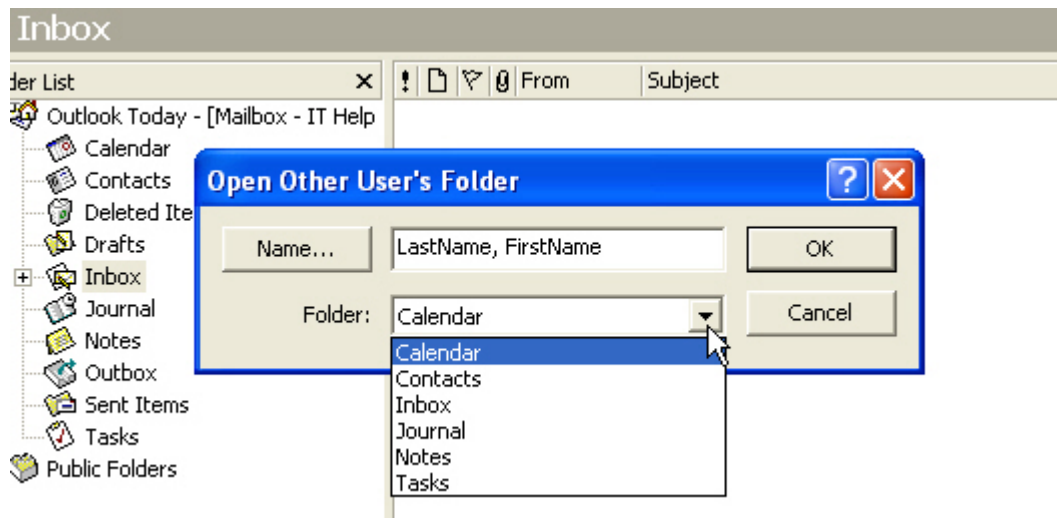 Inbox
der List
! From Subject
Outlook Today - [Mailbox - IT Help
Calendar
Contacts
Deleted Ite
Drafts
Inbox
Journal
Notes
Outbox
Sent Items
Tasks
Public Folders
Open Other User's Folder
?
Name...
LastName, FirstName
OK
Folder:
Calendar
Cancel
Calendar
Contacts
Inbox
Journal
Notes
Tasks